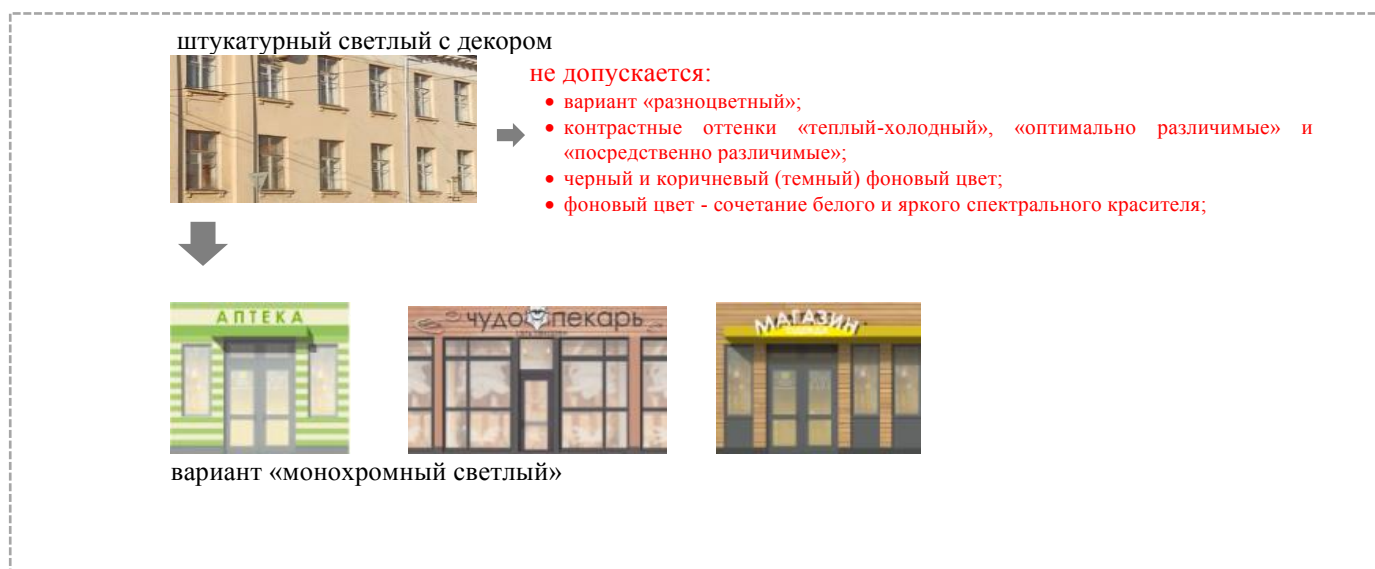 штукатурный светлый с декором
не допускается:
• вариант «разноцветный»;
• контрастные оттенки «теплый-холодный», «оптимально различимые» и
«посредственно различимые»;
• черный и коричневый (темный) фоновый цвет;
• фоновый цвет - сочетание белого и яркого спектрального красителя;
АПТЕКА
ЧУДО пекарь
МАГАЗИН
вариант «монохромный светлый»